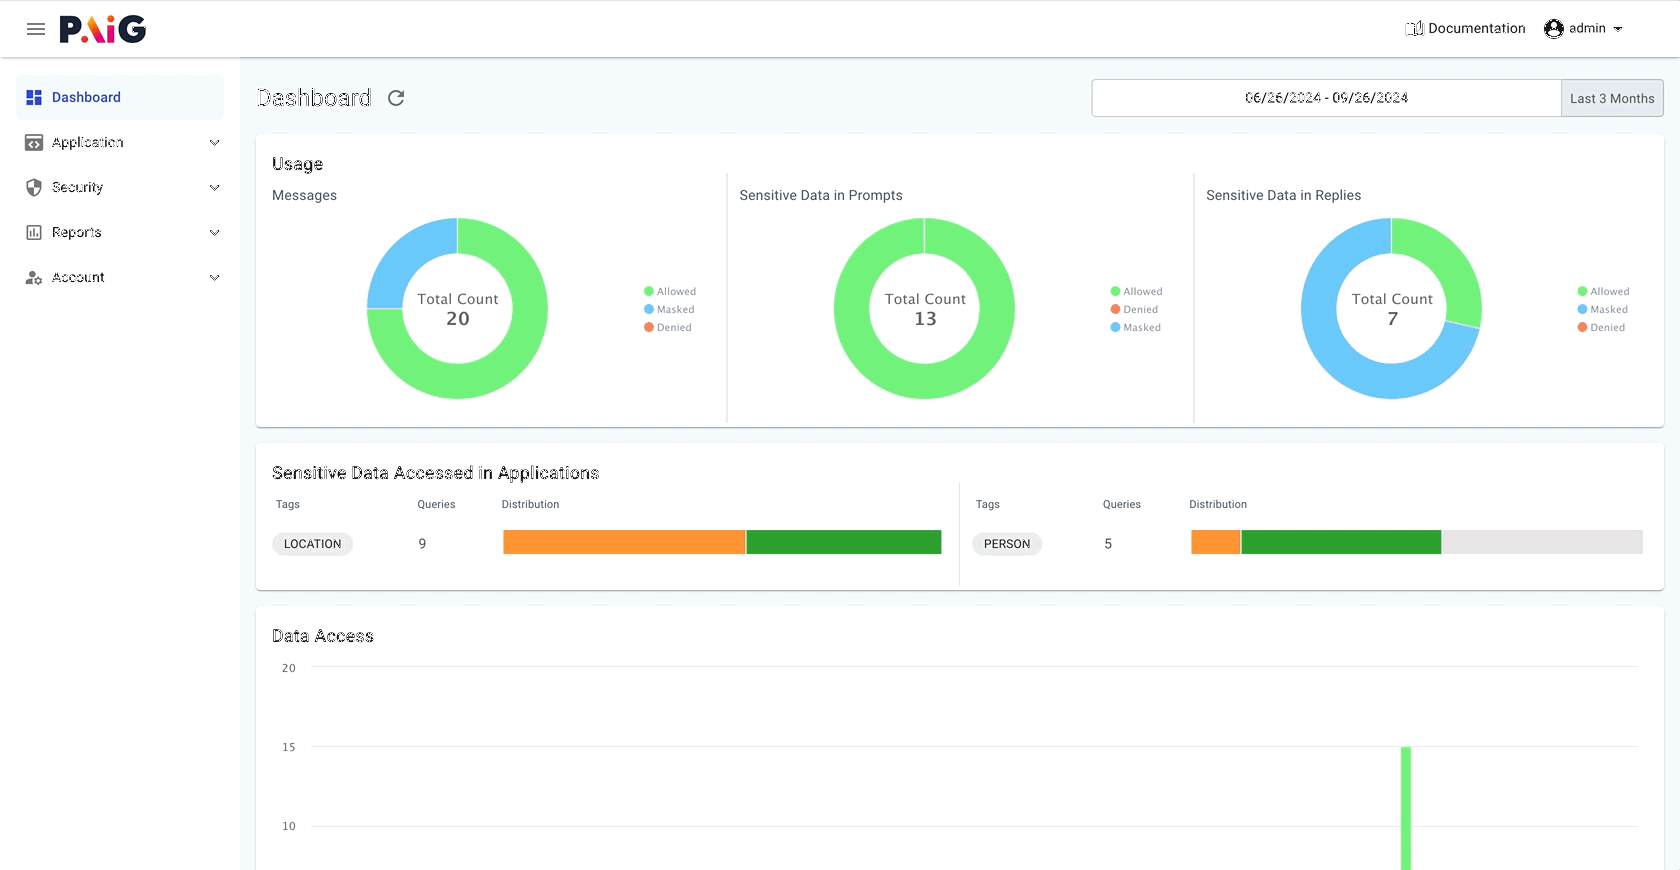 PAiG
Documentation
admin
Dashboard
Application
Security
Reports
Account
Dashboard
06/26/2024 - 09/26/2024
Last 3 Months
Usage
Messages
Total Count
20
Allowed
Masked
Denied
Sensitive Data in Prompts
Total Count
13
Allowed
Denied
Masked
Sensitive Data in Replies
Total Count
7
Allowed
Masked
Denied
Sensitive Data Accessed in Applications
Tags Queries Distribution
LOCATION 9
Tags Queries Distribution
PERSON 5
Data Access
20
15
10